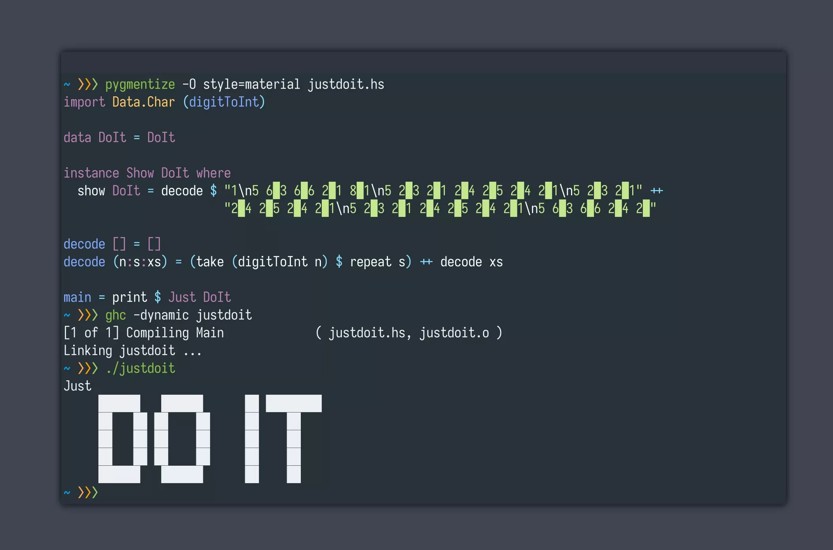 ~ ❯❯❯ pygmentize -O style=material justdoit.hs
import Data.Char (digitToInt)
data DoIt = DoIt
instance Show DoIt where
show DoIt = decode $ "1\n5 6█3 6█6 2█1 8█1\n5 2█3 2█1 2█4 2█5 2█4 2█1\n5 2█3 2█1" ++
"2█4 2█5 2█4 2█1\n5 2█3 2█1 2█4 2█5 2█4 2█1\n5 6█3 6█6 2█4 2█"
decode [] = []
decode (n:s:xs) = (take (digitToInt n) $ repeat s) ++ decode xs
main = print $ Just DoIt
~ ❯❯❯ ghc -dynamic justdoit
[1 of 1] Compiling Main ( justdoit.hs, justdoit.o )
Linking justdoit ...
~ ❯❯❯ ./justdoit
Just
DO IT
~ ❯❯❯